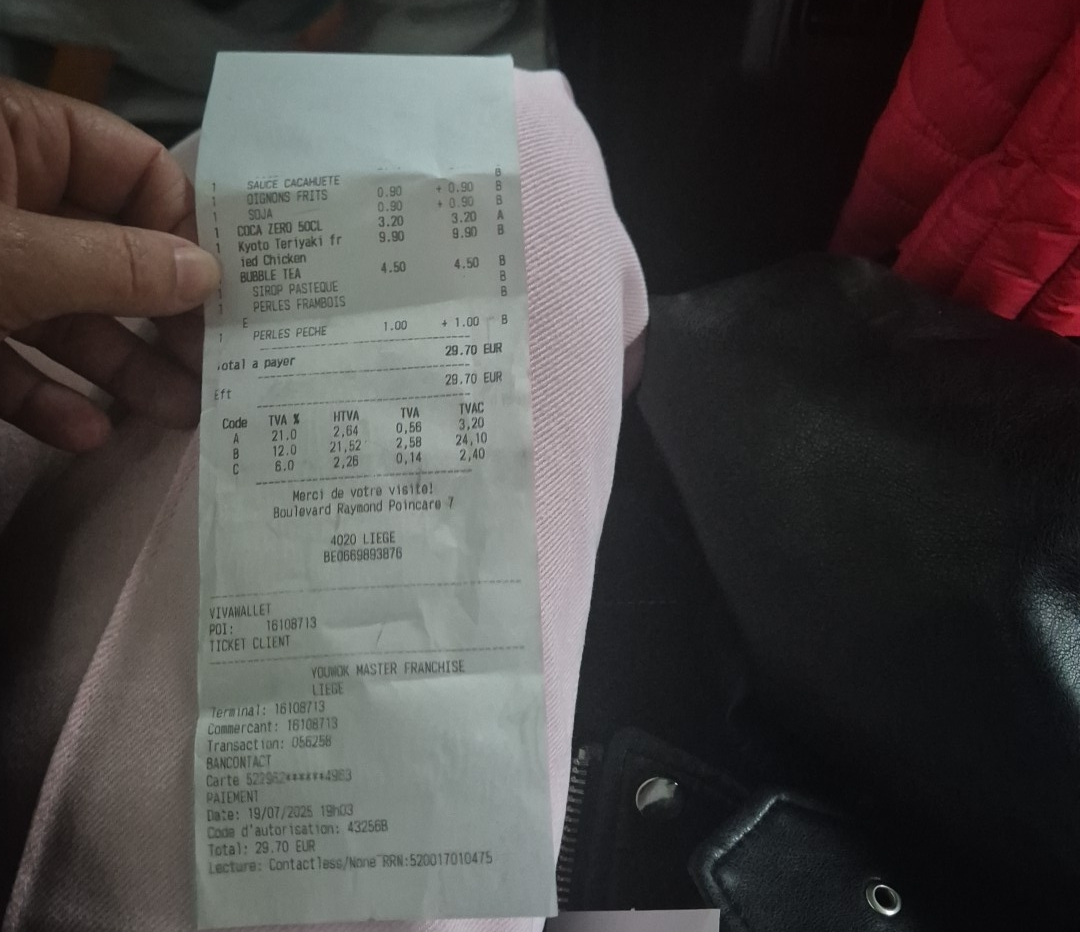 B
1 SAUCE CACAHUETE
1 OIGNONS FRITS 0.90 + 0.90 B
1 SOJA 0.90 + 0.90 B
1 COCA ZERO 50CL 3.20 3.20 A
1 Kyoto Teriyaki fr 9.90 9.90 B
ied Chicken
BUBBLE TEA 4.50 4.50 B
1 SIROP PASTEQUE B
1 PERLES FRAMBOIS B
E
1 PERLES PECHE 1.00 + 1.00 B
otal a payer 29.70 EUR
Eft 29.70 EUR
Code TVA % HTVA TVA TVAC
A 21.0 2,64 0,56 3,20
B 12.0 21,52 2,58 24,10
C 6.0 2,26 0,14 2,40
Merci de votre visite!
Boulevard Raymond Poincare 7
4020 LIEGE
BE0669893876
VIVAWALLET
POI: 16108713
TICKET CLIENT
YOUWOK MASTER FRANCHISE
LIEGE
Terminal: 16108713
Commercant: 16108713
Transaction: 056258
BANCONTACT
Carte 522962******4983
PAIEMENT
Date: 19/07/2025 19h03
Code d'autorisation: 43256B
Total: 29.70 EUR
Lecture: Contactless/None RRN:520017010475